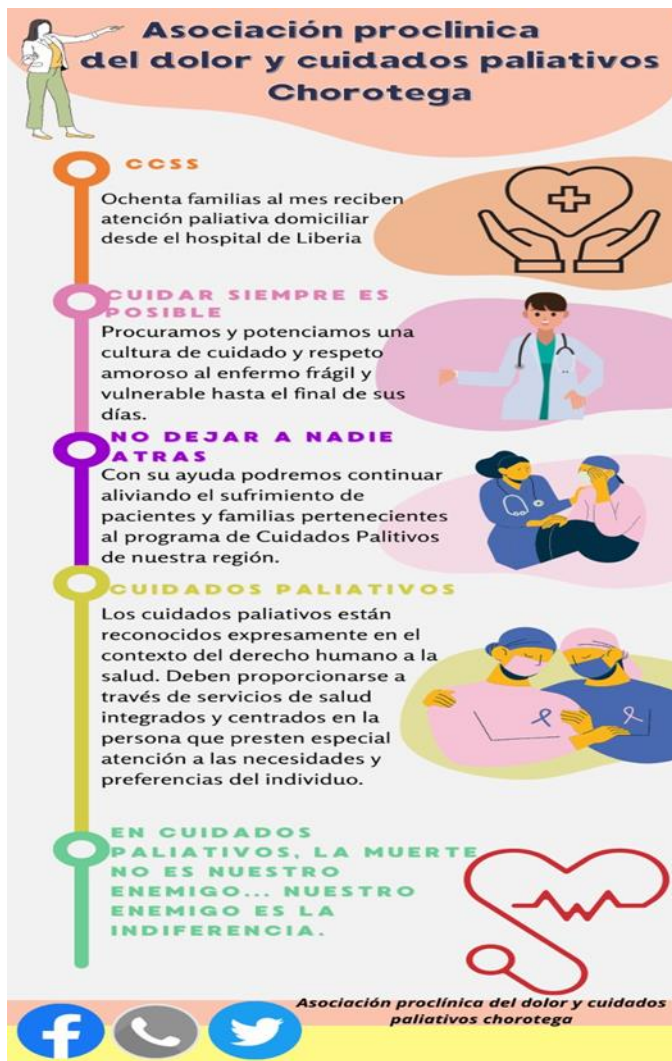 Asociación proclinica
del dolor y cuidados paliativos
Chorotega
CCSS
Ochenta familias al mes reciben
atención paliativa domiciliar
desde el hospital de Liberia
CUIDAR SIEMPRE ES
POSIBLE
Procuramos y potenciamos una
cultura de cuidado y respeto
amoroso al enfermo frágil y
vulnerable hasta el final de sus
días.
NO DEJAR A NADIE
ATRAS
Con su ayuda podremos continuar
aliviando el sufrimiento de
pacientes y familias pertenecientes
al programa de Cuidados Palitivos
de nuestra región.
CUIDADOS PALIATIVOS
Los cuidados paliativos están
reconocidos expresamente en el
contexto del derecho humano a la
salud. Deben proporcionarse a
través de servicios de salud
integrados y centrados en la
persona que presten especial
atención a las necesidades y
preferencias del individuo.
EN CUIDADOS
PALIATIVOS, LA MUERTE
NO ES NUESTRO
ENEMIGO... NUESTRO
ENEMIGO ES LA
INDIFERENCIA.
Asociación proclínica del dolor y cuidados
paliativos chorotega